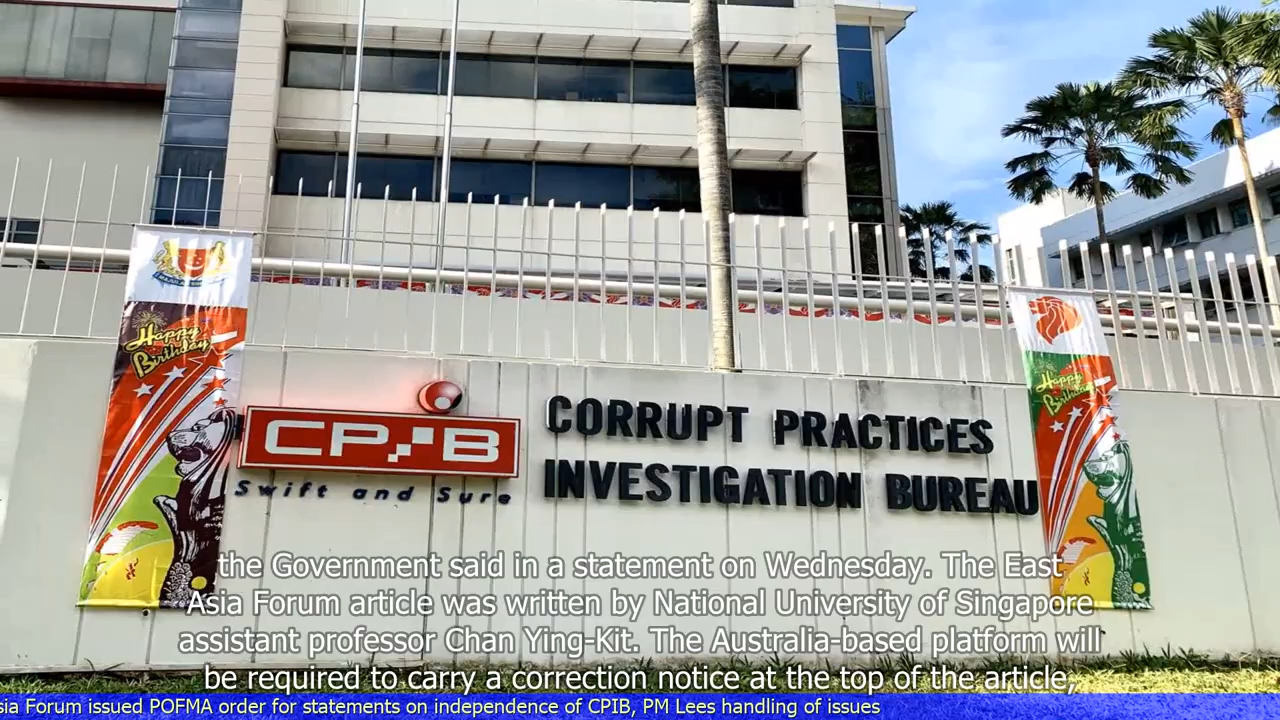 Happy
Birthday
Happy
Birthday
CPIB
Swift and Sure
CORRUPT PRACTICES
INVESTIGATION BUREAU
the Government said in a statement on Wednesday. The East
Asia Forum article was written by National University of Singapore
assistant professor Chan Ying-Kit. The Australia-based platform will
be required to carry a correction notice at the top of the article,
sia Forum issued POFMA order for statements on independence of CPIB, PM Lees handling of issues